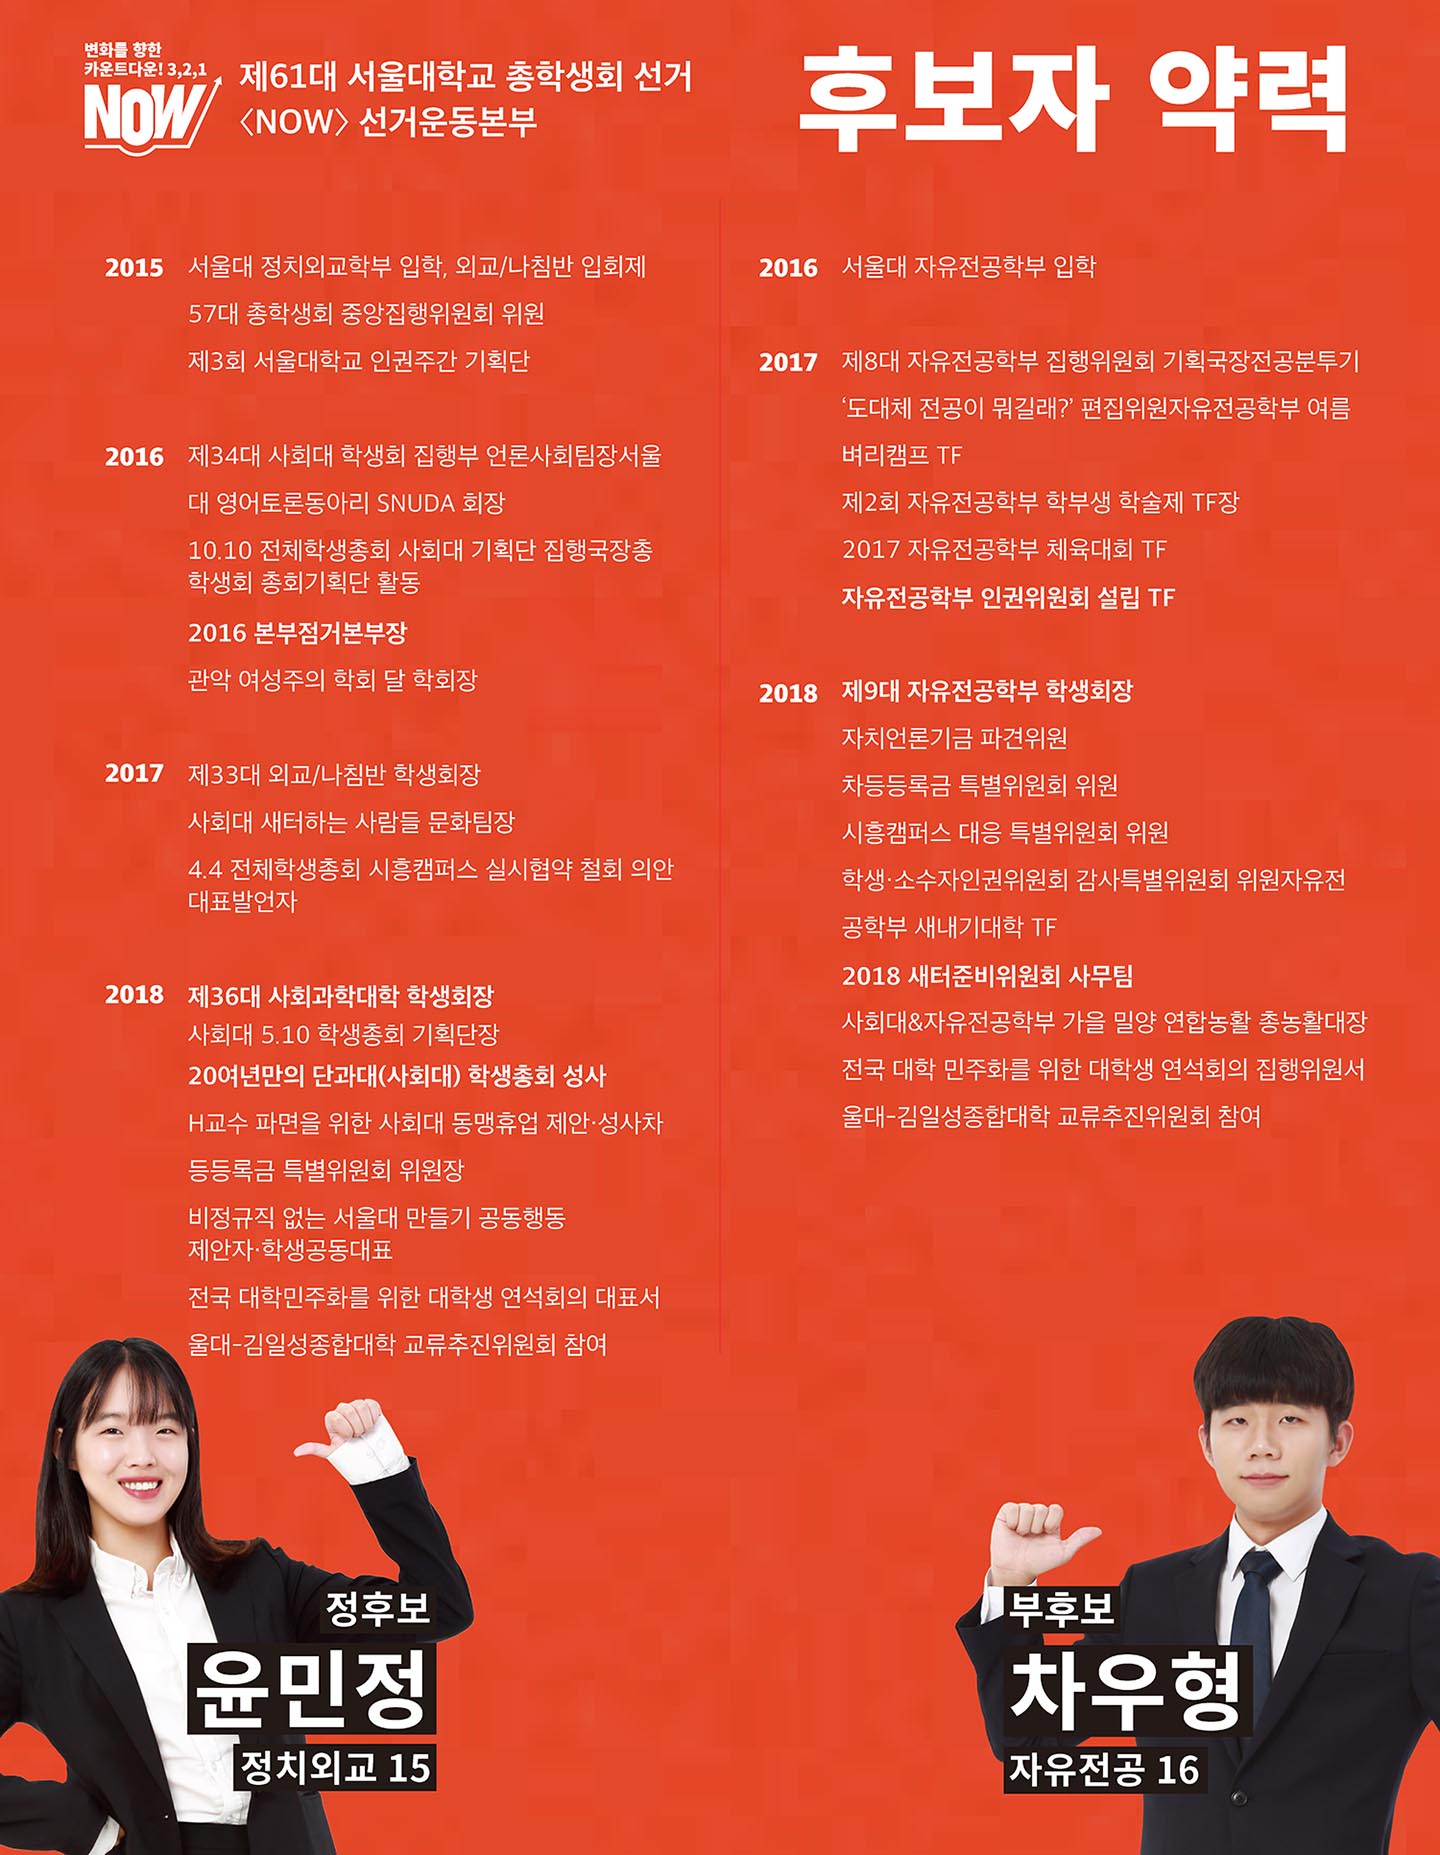 변화를 향한
카운트다운! 3,2,1
NOW
제61대 서울대학교 총학생회 선거
〈NOW〉 선거운동본부
후보자 약력
2015 서울대 정치외교학부 입학, 외교/나침반 입회제
57대 총학생회 중앙집행위원회 위원
제3회 서울대학교 인권주간 기획단
2016 제34대 사회대 학생회 집행부 언론사회팀장서울
대 영어토론동아리 SNUDA 회장
10.10 전체학생총회 사회대 기획단 집행국장총
학생회 총회기획단 활동
2016 본부점거본부장
관악 여성주의 학회 달 학회장
2017 제33대 외교/나침반 학생회장
사회대 새터하는 사람들 문화팀장
4.4 전체학생총회 시흥캠퍼스 실시협약 철회 의안
대표발언자
2018 제36대 사회과학대학 학생회장
사회대 5.10 학생총회 기획단장
20여년만의 단과대(사회대) 학생총회 성사
H교수 파면을 위한 사회대 동맹휴업 제안·성사차
등등록금 특별위원회 위원장
비정규직 없는 서울대 만들기 공동행동
제안자·학생공동대표
전국 대학민주화를 위한 대학생 연석회의 대표서
울대-김일성종합대학 교류추진위원회 참여
2016 서울대 자유전공학부 입학
2017 제8대 자유전공학부 집행위원회 기획국장전공분투기
‘도대체 전공이 뭐길래?’ 편집위원자유전공학부 여름
벼리캠프 TF
제2회 자유전공학부 학부생 학술제 TF장
2017 자유전공학부 체육대회 TF
자유전공학부 인권위원회 설립 TF
2018 제9대 자유전공학부 학생회장
자치언론기금 파견위원
차등등록금 특별위원회 위원
시흥캠퍼스 대응 특별위원회 위원
학생·소수자인권위원회 감사특별위원회 위원자유전
공학부 새내기대학 TF
2018 새터준비위원회 사무팀
사회대&자유전공학부 가을 밀양 연합농활 총농활대장
전국 대학 민주화를 위한 대학생 연석회의 집행위원서
울대-김일성종합대학 교류추진위원회 참여
정후보
윤민정
정치외교 15
부후보
차우형
자유전공 16